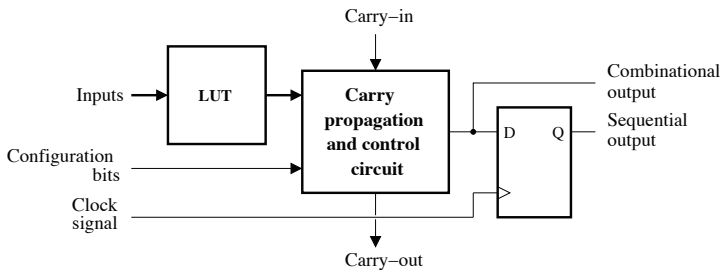 Carry−in
Inputs
LUT
Carry
propagation
and control
circuit
Combinational
output
D
Q
Sequential
output
Configuration
bits
Clock
signal
Carry−out